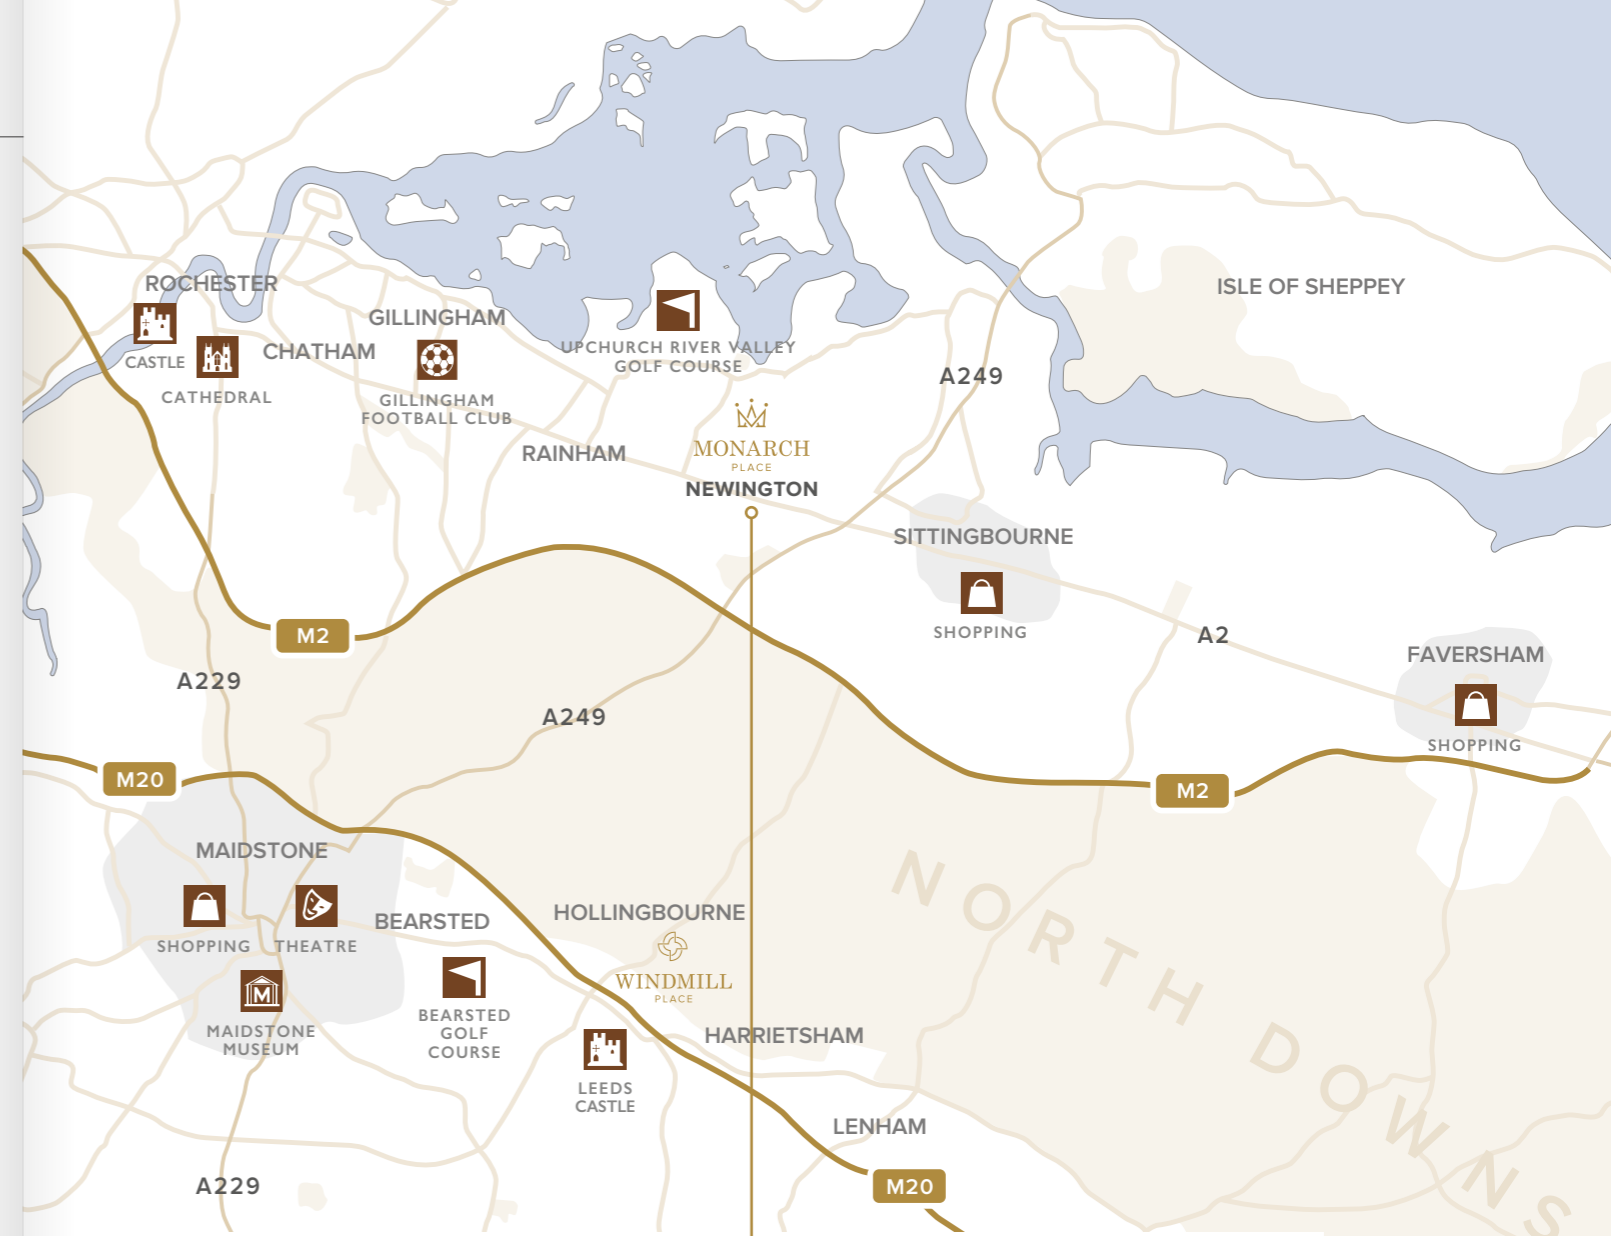 ROCHESTER
CASTLE
CATHEDRAL
CHATHAM
GILLINGHAM
GILLINGHAM
FOOTBALL CLUB
UPCHURCH RIVER VALLEY
GOLF COURSE
ISLE OF SHEPPEY
A249
RAINHAM
MONARCH
PLACE
NEWINGTON
SITTINGBOURNE
SHOPPING
A2
FAVERSHAM
SHOPPING
M2
A229
A249
M20
M2
MAIDSTONE
SHOPPING
THEATRE
M
MAIDSTONE
MUSEUM
BEARSTED
BEARSTED
GOLF
COURSE
HOLLINGBOURNE
WINDMILL
PLACE
LEEDS
CASTLE
HARRIETSHAM
LENHAM
M20
A229
NORTH DOWNS